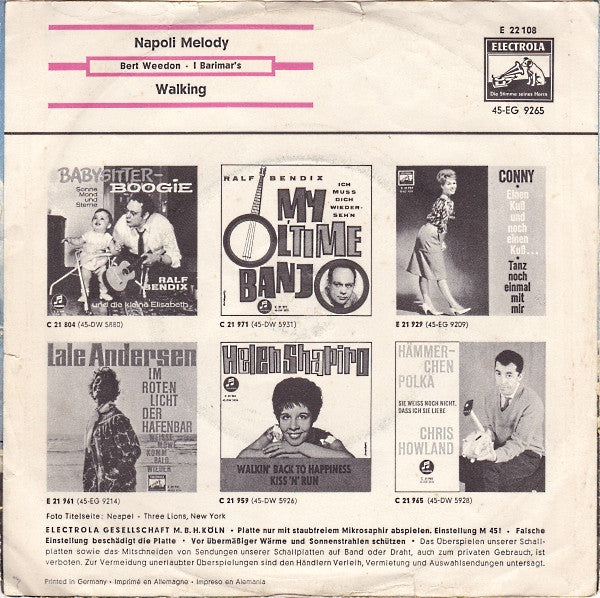 Napoli Melody
Bert Weedon · I Barimar's
Walking
E 22 108
ELECTROLA
Die Stimme seines Herrn
45-EG 9265
BABYSITTER-
BOOGIE
Sonne
Mond
und
Sterne
RALF
BENDIX
und die kleine Elisabeth
C 21 804 (45-DW 5880)
RALF BENDIX
ICH
MUSS
DICH
WIEDER-
SEH'N
MY
OLTIME
BANJO
C 21 971 (45-DW 5931)
CONNY
Einen
Kuß
und
noch
einen
Kuß...
Tanz
noch
einmal
mit
mir
E 21 929 (45-EG 9209)
Lale Andersen
IM
ROTEN
LICHT
DER
HAFENBAR
WEISSE
MÖWE
KOMM
BALD
WIEDER
E 21 961 (45-EG 9214)
Helen Shapiro
WALKIN' BACK TO HAPPINESS
KISS 'N' RUN
C 21 959 (45-DW 5926)
HÄMMER-
CHEN
POLKA
SIE WEISS NOCH NICHT,
DASS ICH SIE LIEBE
CHRIS
HOWLAND
C 21 965 (45-DW 5928)
Foto Titelseite: Neapel · Three Lions, New York
ELECTROLA GESELLSCHAFT M.B.H. KÖLN • Platte nur mit staubfreiem Mikrosaphir abspielen. Einstellung M 45! • Falsche
Einstellung beschädigt die Platte • Vor übermäßiger Wärme und Sonnenstrahlen schützen • Das Überspielen unserer Schall-
platten sowie das Mitschneiden von Sendungen unserer Schallplatten auf Band oder Draht, auch zum privaten Gebrauch, ist
verboten. Zur Vermeidung unerlaubter Überspielungen sind den Händlern Verleih, Vermietung und Auswahlsendungen untersagt.
Printed in Germany · Imprimé en Allemagne · Impreso en Alemania